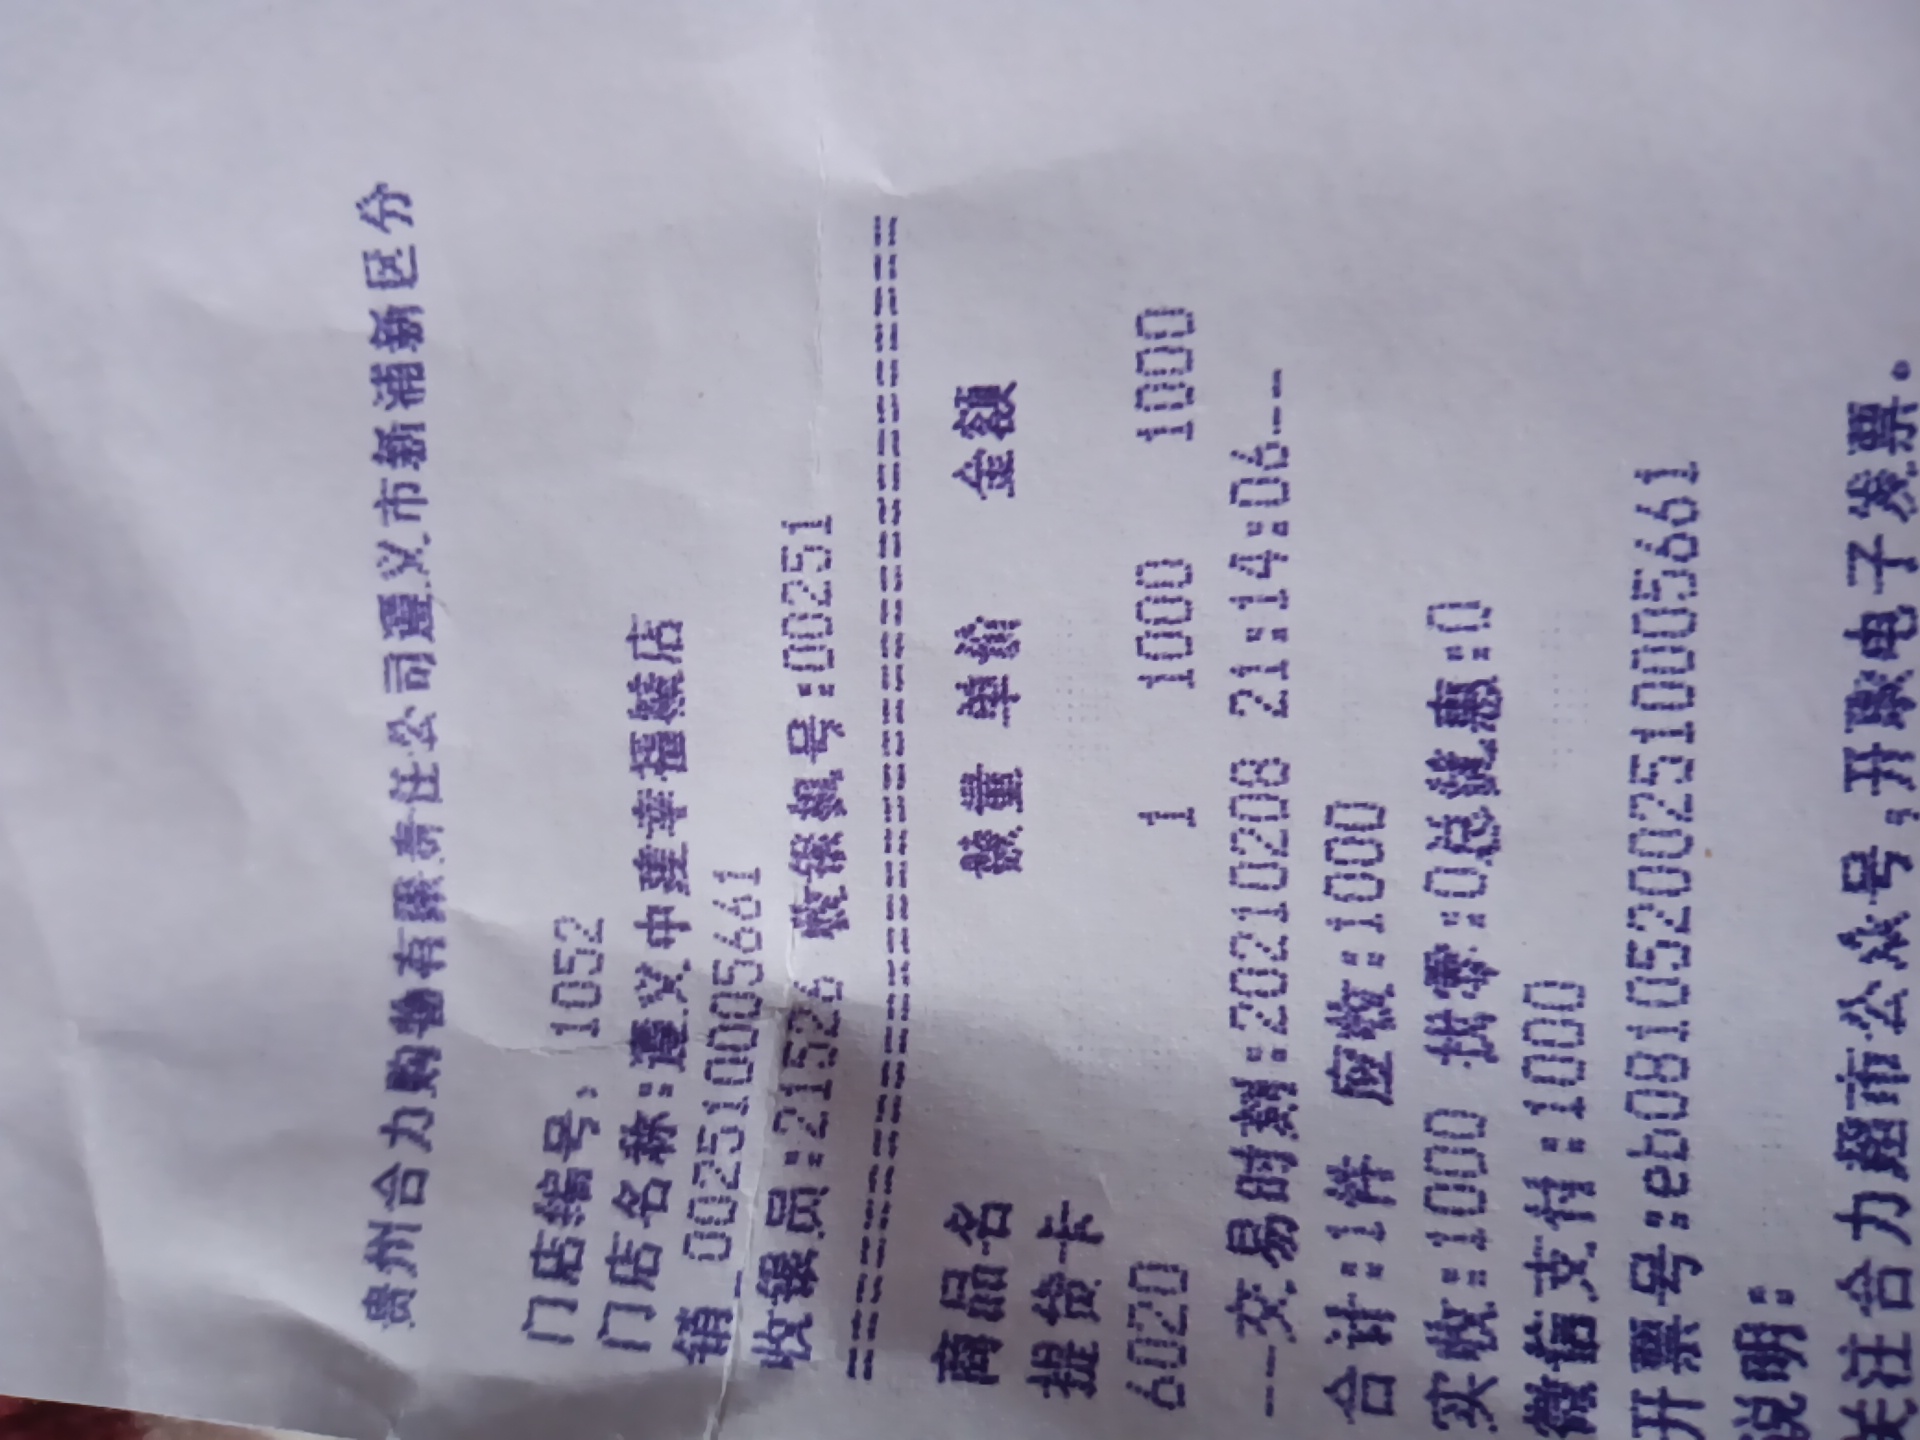 贵州合力购物有限责任公司遵义市新浦新区分
门店编号：1052
门店名称:遵义中建幸福城店
销 002511005661
收银员:21526 收银机号:00251
==========================================
商品名 数量 单价 金额
提货卡
6020 1 1000 1000
---交易时刻:20210208 21:14:06---
合计:1件 应收:1000
实收:1000 找零:0总优惠:0
微信支付:1000
开票号:eb0810520025110005661
说明:
关注合力超市公众号,开取电子发票。